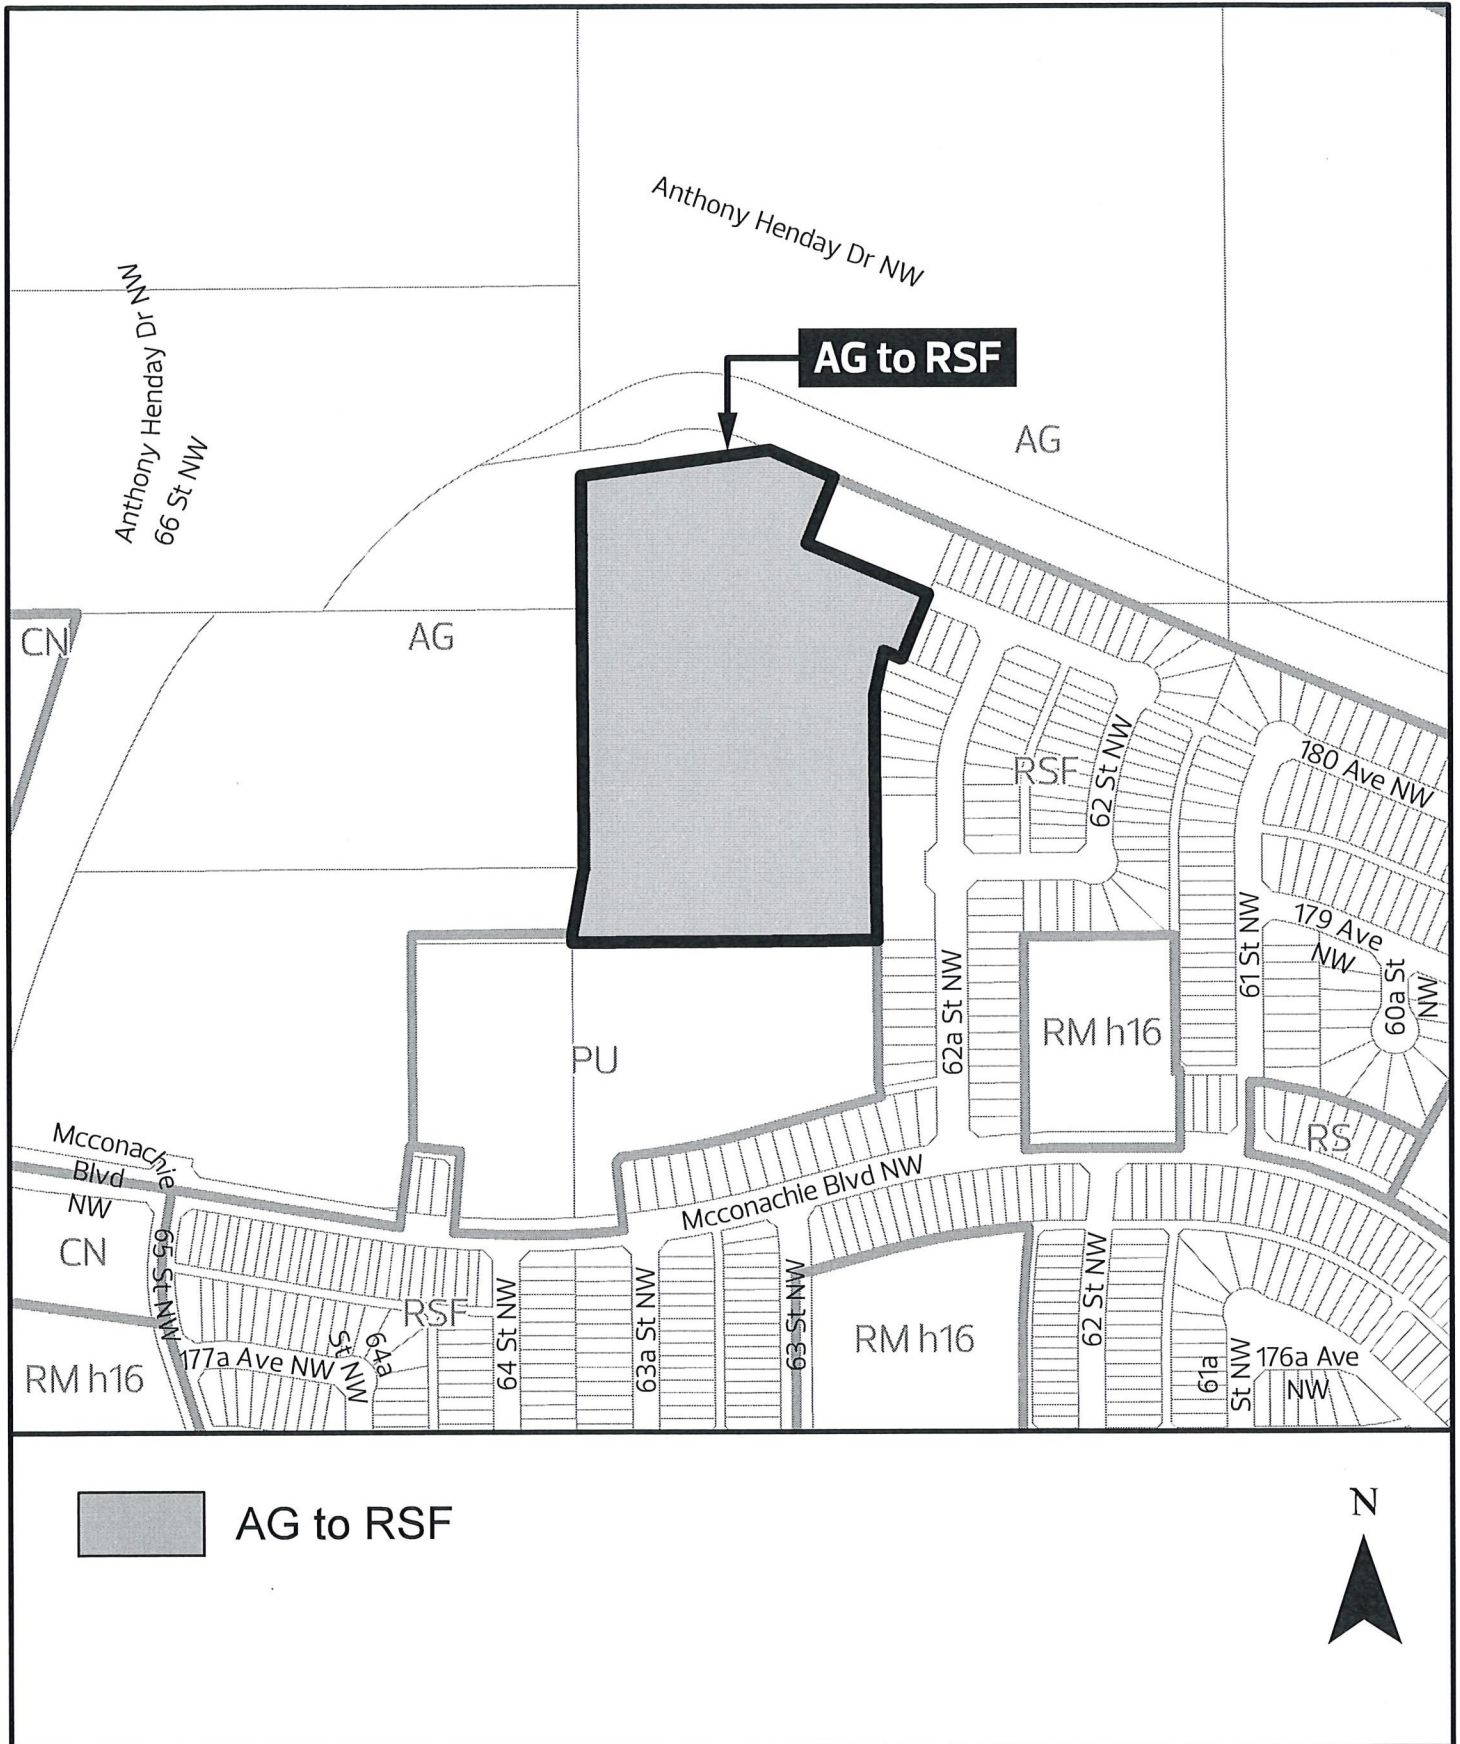 Anthony Henday Dr NW
Anthony Henday Dr NW
66 St NW
AG to RSF
AG
CN
AG
RSF
62 St NW
180 Ave NW
179 Ave
NW
61 St NW
60a St
NW
62a St NW
RM h16
PU
RS
Mcconachie
Blvd
NW
Mcconachie Blvd NW
CN
65 St NW
RSF
RM h16
177a Ave NW
64a
St NW
64 St NW
63a St NW
63 St NW
RM h16
62 St NW
61a
St NW
176a Ave
NW
AG to RSF
N